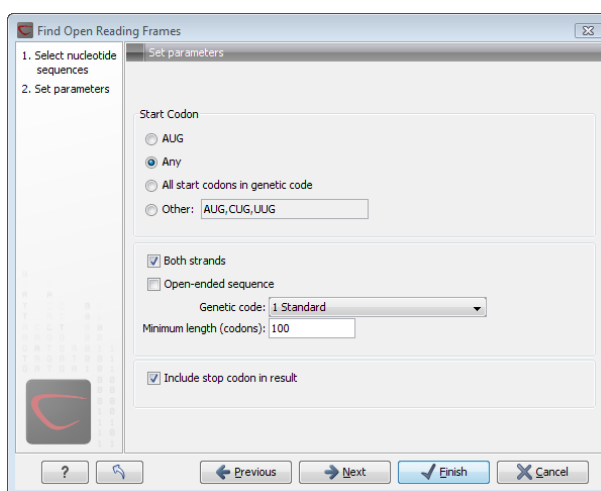 Find Open Reading Frames
1. Select nucleotide
sequences
2. Set parameters
Set parameters
Start Codon
AUG
Any
All start codons in genetic code
Other: AUG,CUG,UUG
Both strands
Open-ended sequence
Genetic code: 1 Standard
Minimum length (codons): 100
Include stop codon in result
?
Previous
Next
Finish
Cancel